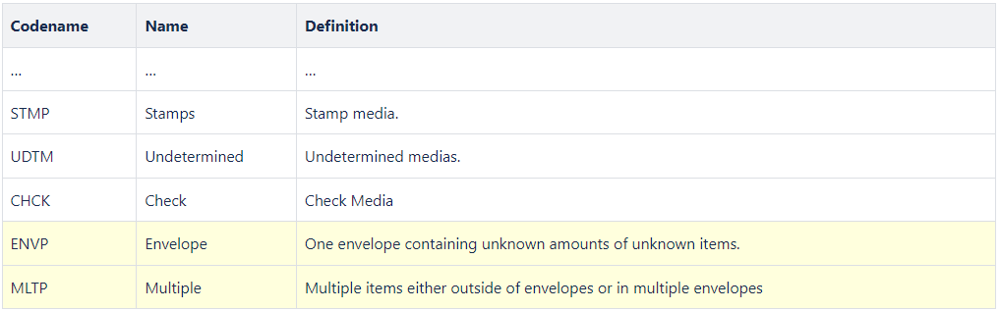 Codename Name Definition
... ... ...
STMP Stamps Stamp media.
UDTM Undetermined Undetermined medias.
CHCK Check Check Media
ENVP Envelope One envelope containing unknown amounts of unknown items.
MLTP Multiple Multiple items either outside of envelopes or in multiple envelopes